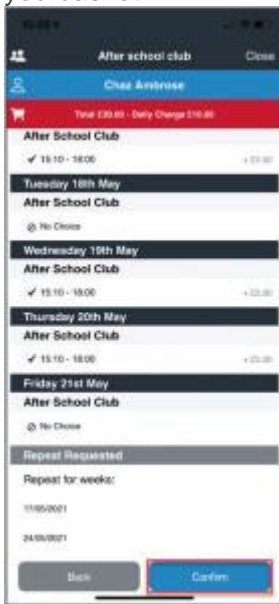 After school club Close
Chaz Ambrose
Total £30.00 - Daily Charge £10.00
After School Club
15:10 - 18:00
Tuesday 18th May
After School Club
No Choice
Wednesday 19th May
After School Club
15:10 - 18:00
Thursday 20th May
After School Club
15:10 - 18:00
Friday 21st May
After School Club
No Choice
Repeat Requested
Repeat for weeks:
17/05/2021
24/05/2021
Back Confirm